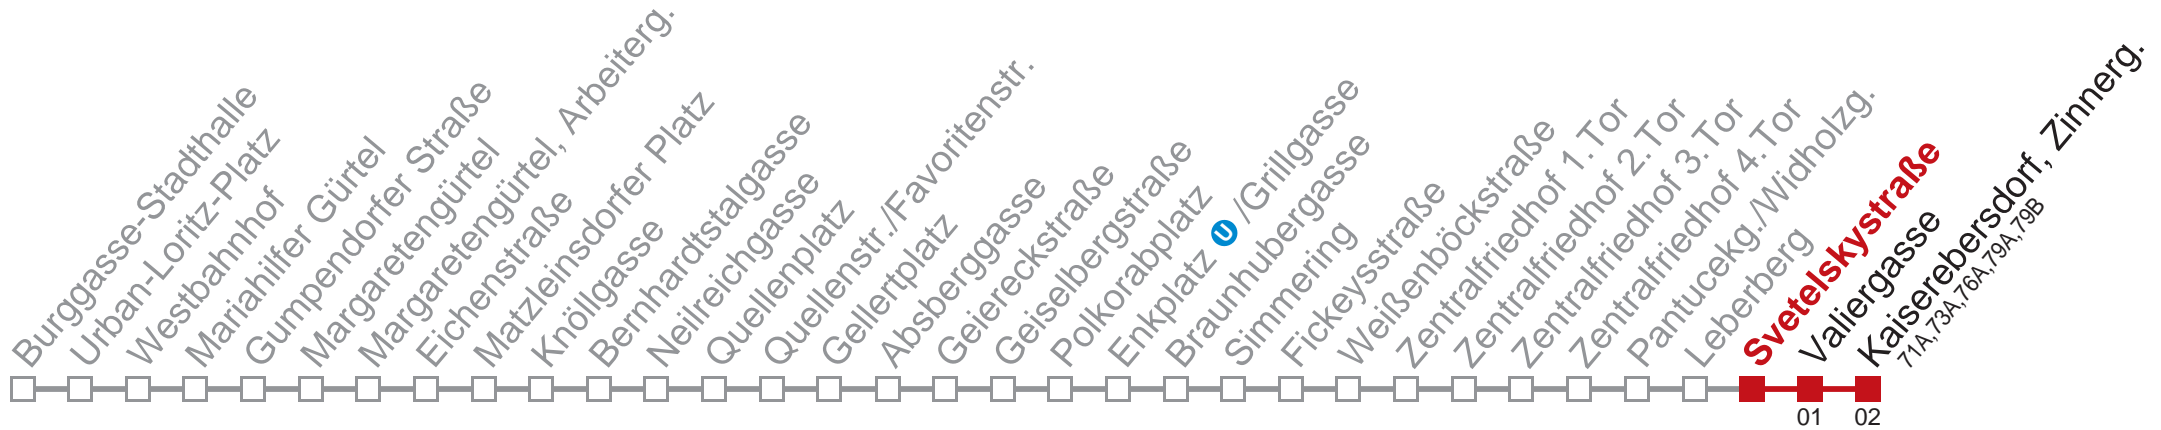 Burggasse-Stadthalle
Urban-Loritz-Platz
Westbahnhof
Mariahilfer Gürtel
Gumpendorfer Straße
Margaretengürtel
Margaretengürtel, Arbeiterg.
Eichenstraße
Matzleinsdorfer Platz
Knöllgasse
Bernhardtstalgasse
Neilreichgasse
Quellenplatz
Quellenstr./Favoritenstr.
Gellertplatz
Absberggasse
Geiereckstraße
Geiselbergstraße
Polkorabplatz
Enkplatz U /Grillgasse
Braunhubergasse
Simmering
Fickeysstraße
Weißenböckstraße
Zentralfriedhof 1.Tor
Zentralfriedhof 2.Tor
Zentralfriedhof 3.Tor
Zentralfriedhof 4.Tor
Pantucekg./Widholzg.
Leberberg
Svetelskystraße
Valiergasse
Kaiserebersdorf, Zinnerg.
71A,73A,76A,79A,79B
01
02